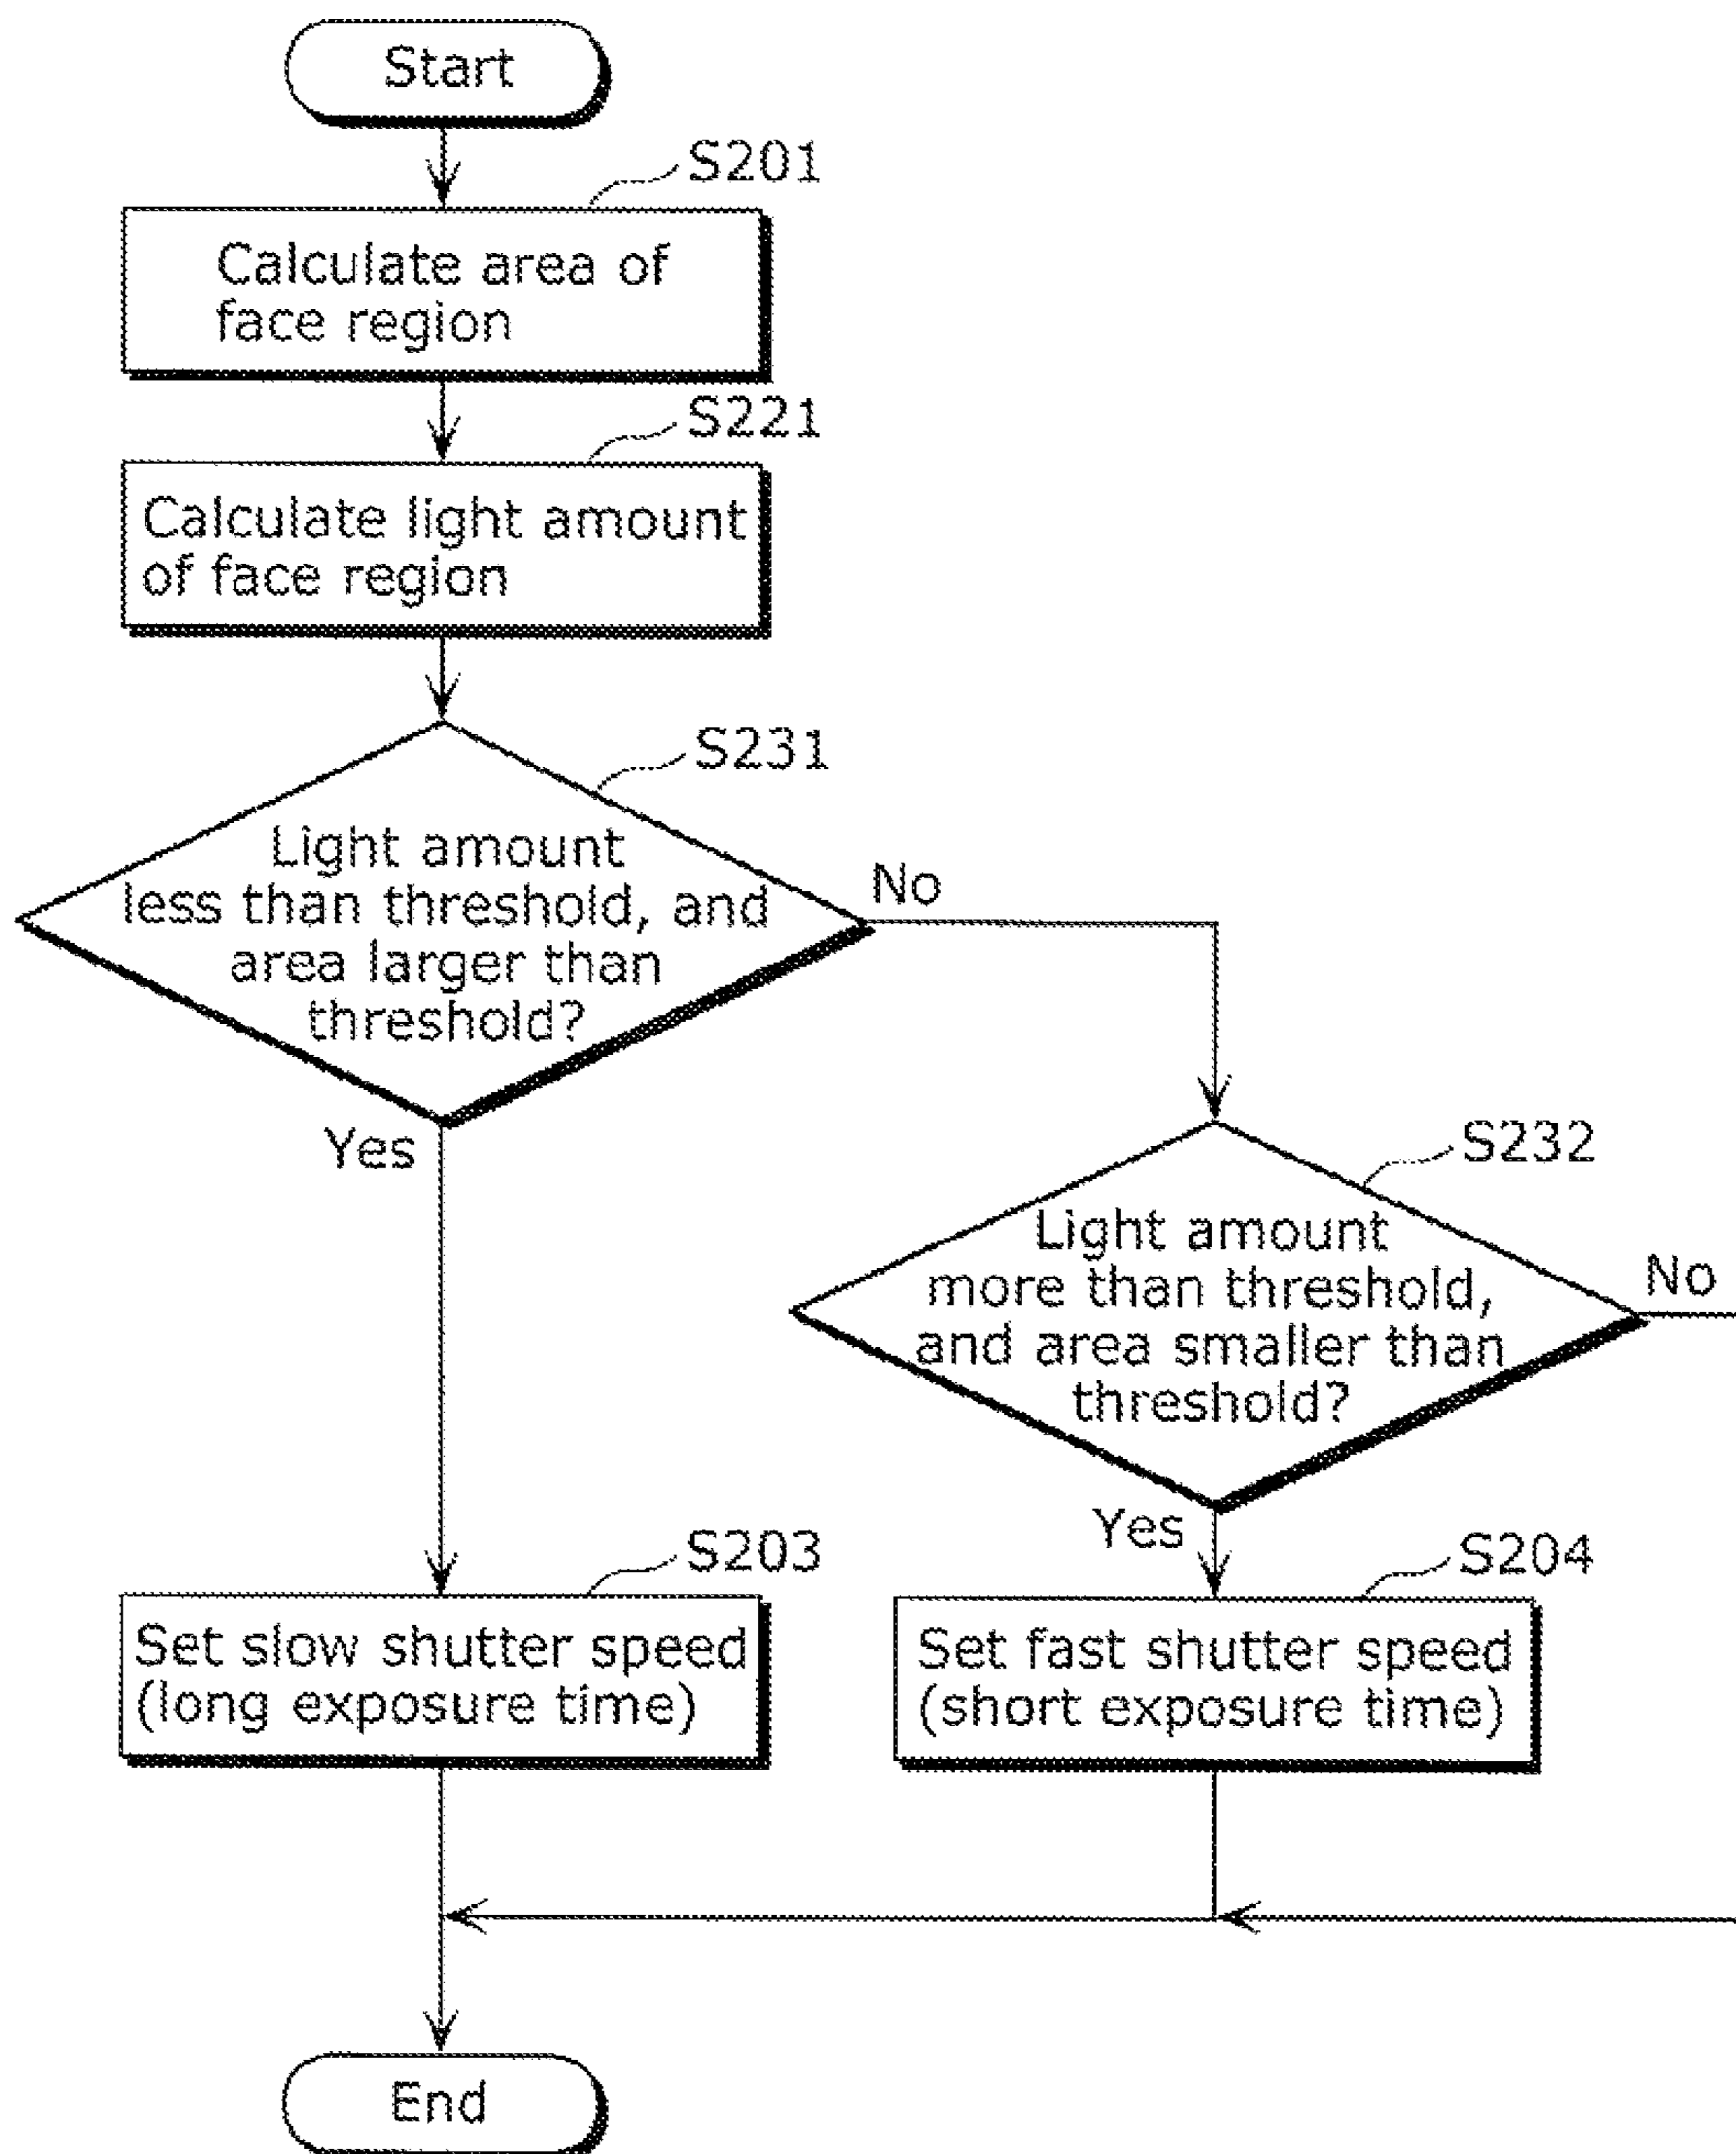 Start
S201
Calculate area of
face region
S221
Calculate light amount
of face region
S231
Light amount
less than threshold, and
area larger than
threshold?
No
Yes
S232
Light amount
more than threshold,
and area smaller than
threshold?
No
Yes
S203
Set slow shutter speed
(long exposure time)
S204
Set fast shutter speed
(short exposure time)
End